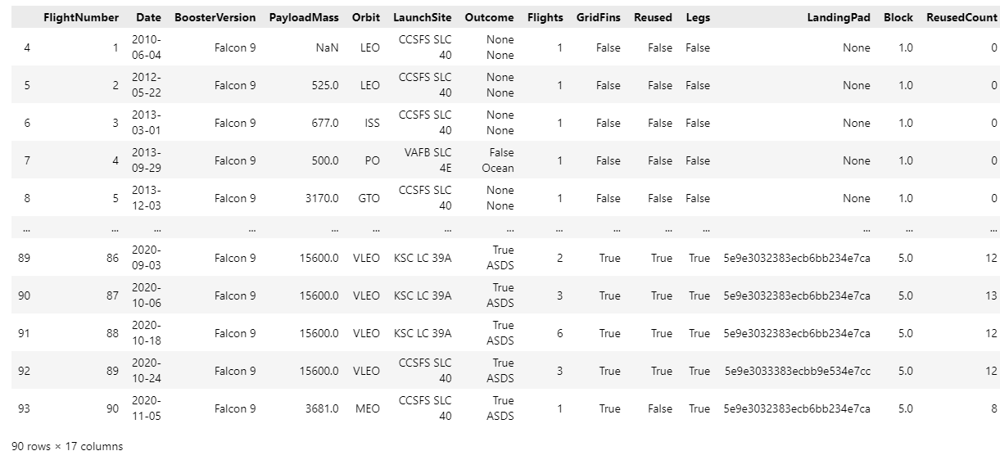 FlightNumber Date BoosterVersion PayloadMass Orbit LaunchSite Outcome Flights GridFins Reused Legs LandingPad Block ReusedCount
4 1 2010-06-04 Falcon 9 NaN LEO CCSFS SLC 40 None None 1 False False False None 1.0 0
5 2 2012-05-22 Falcon 9 525.0 LEO CCSFS SLC 40 None None 1 False False False None 1.0 0
6 3 2013-03-01 Falcon 9 677.0 ISS CCSFS SLC 40 None None 1 False False False None 1.0 0
7 4 2013-09-29 Falcon 9 500.0 PO VAFB SLC 4E False Ocean 1 False False False None 1.0 0
8 5 2013-12-03 Falcon 9 3170.0 GTO CCSFS SLC 40 None None 1 False False False None 1.0 0
... ... ... ... ... ... ... ... ... ... ... ... ... ... ...
89 86 2020-09-03 Falcon 9 15600.0 VLEO KSC LC 39A True ASDS 2 True True True 5e9e3032383ecb6bb234e7ca 5.0 12
90 87 2020-10-06 Falcon 9 15600.0 VLEO KSC LC 39A True ASDS 3 True True True 5e9e3032383ecb6bb234e7ca 5.0 13
91 88 2020-10-18 Falcon 9 15600.0 VLEO KSC LC 39A True ASDS 6 True True True 5e9e3032383ecb6bb234e7ca 5.0 12
92 89 2020-10-24 Falcon 9 15600.0 VLEO CCSFS SLC 40 True ASDS 3 True True True 5e9e3033383ecbb9e534e7cc 5.0 12
93 90 2020-11-05 Falcon 9 3681.0 MEO CCSFS SLC 40 True ASDS 1 True False True 5e9e3032383ecb6bb234e7ca 5.0 8
90 rows × 17 columns